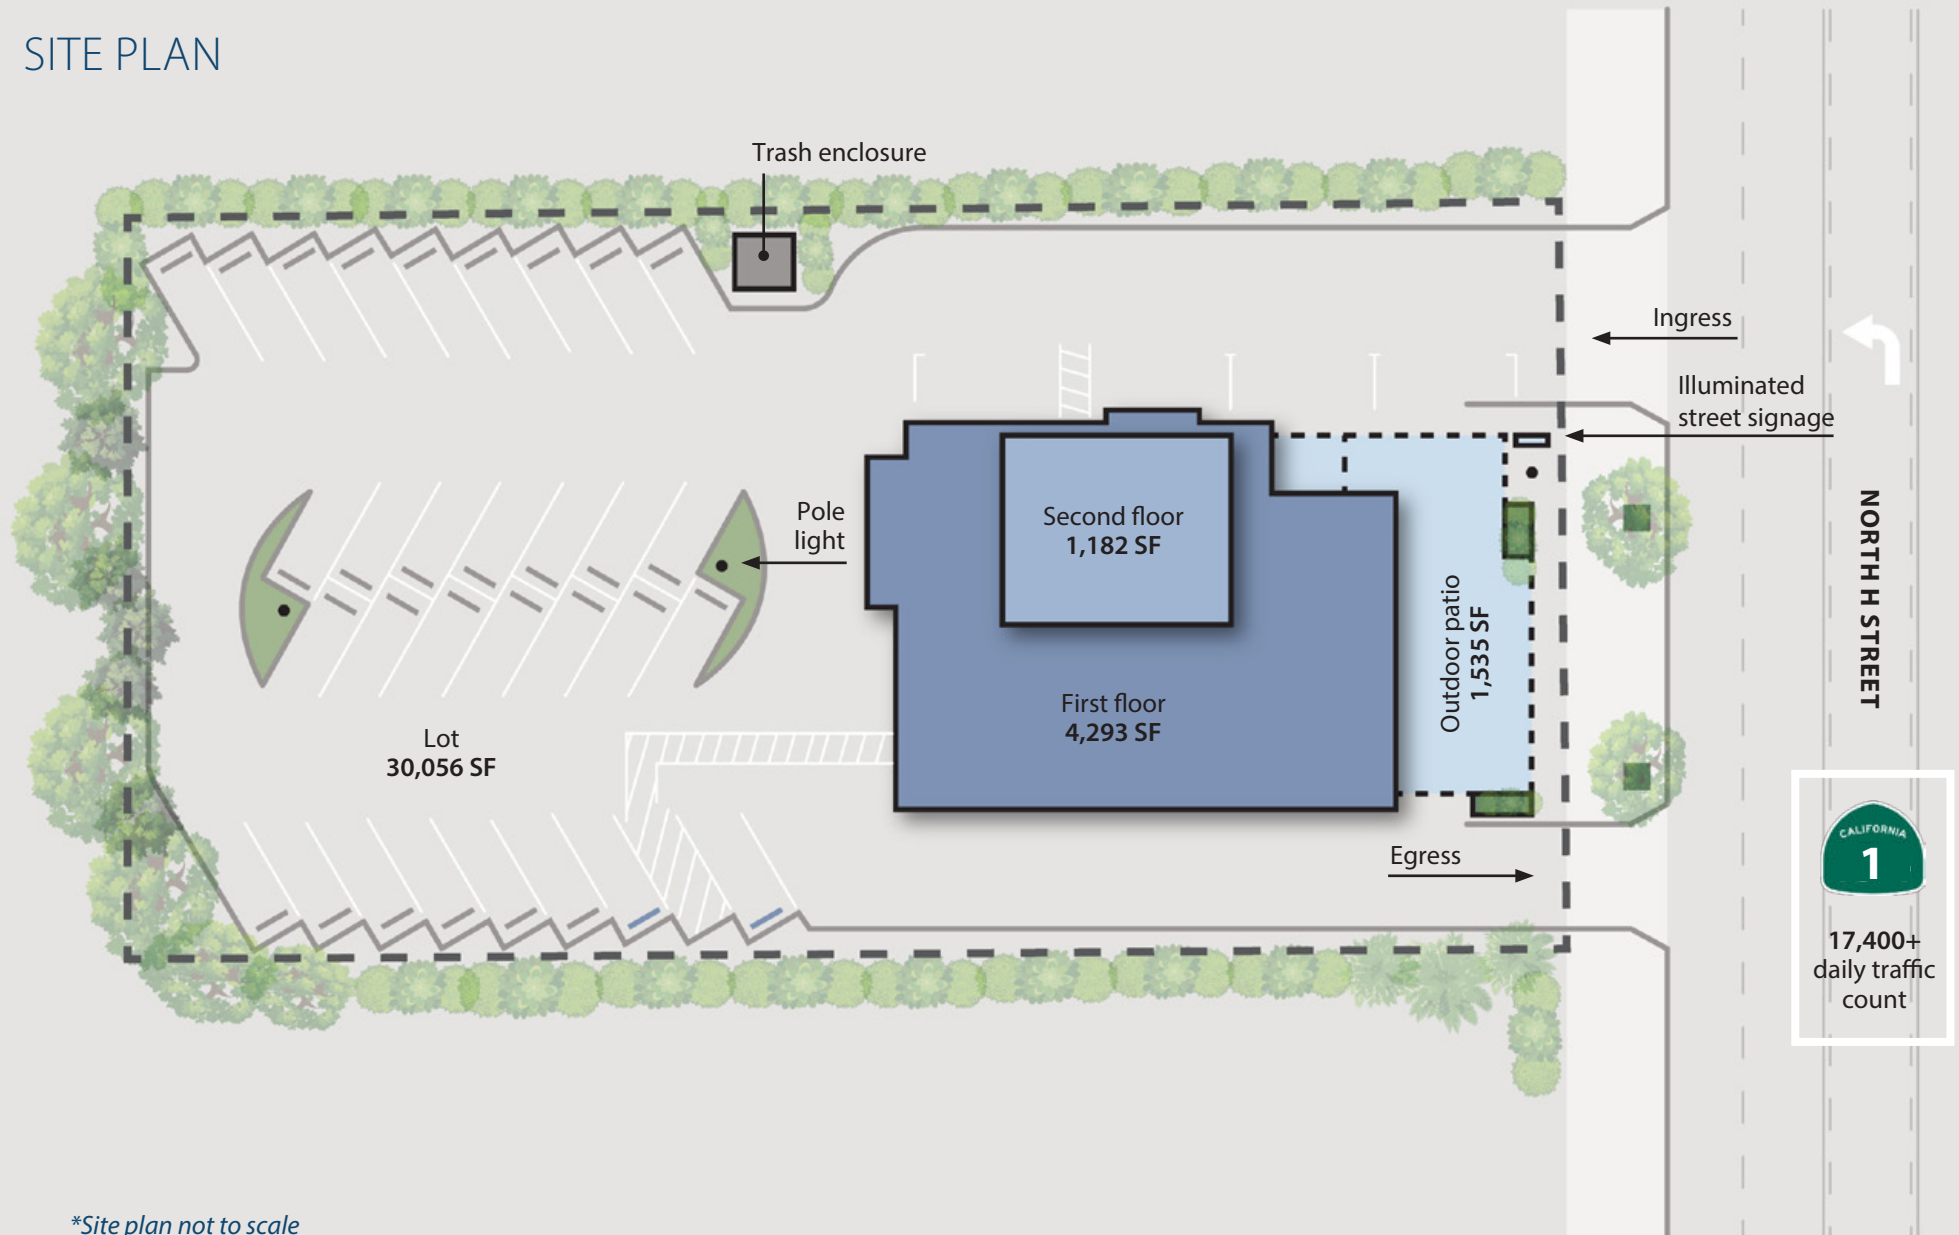 SITE PLAN
Trash enclosure
Ingress
Illuminated
street signage
Pole
light
Second floor
1,182 SF
Outdoor patio
1,535 SF
NORTH H STREET
First floor
4,293 SF
Lot
30,056 SF
Egress
CALIFORNIA
1
17,400+
daily traffic
count
*Site plan not to scale